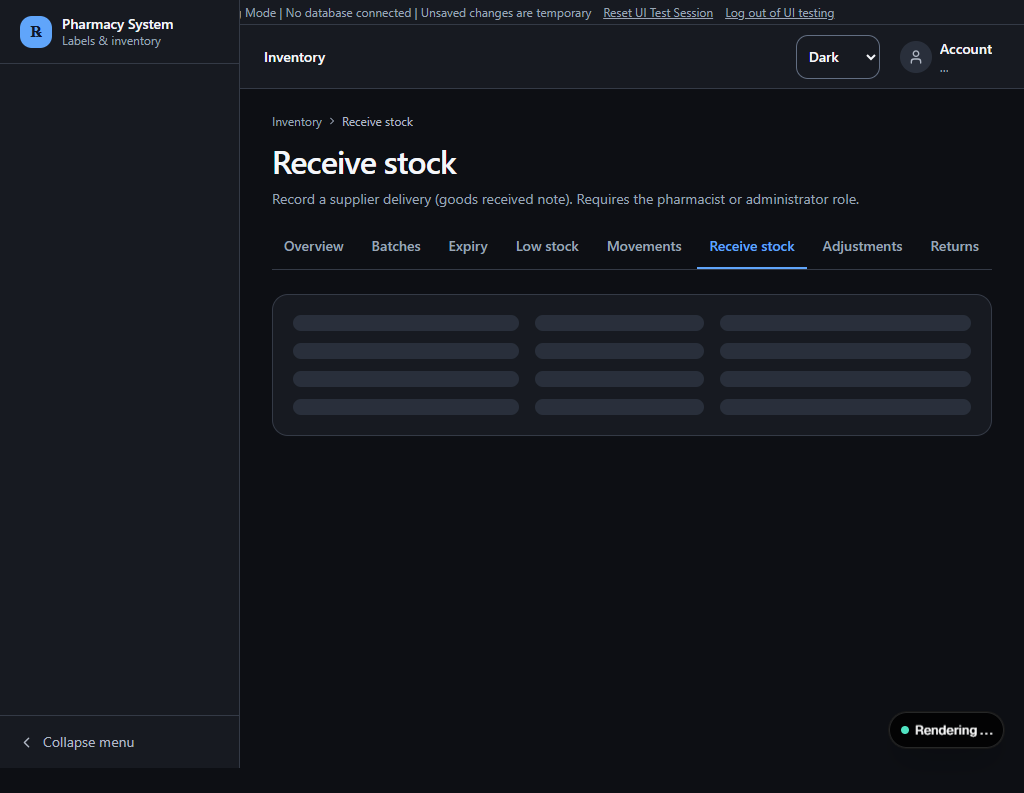 ℞
Pharmacy System
Labels & inventory
Mode | No database connected | Unsaved changes are temporary Reset UI Test Session Log out of UI testing
Inventory
Dark
Account
...
Inventory > Receive stock
Receive stock
Record a supplier delivery (goods received note). Requires the pharmacist or administrator role.
Overview Batches Expiry Low stock Movements Receive stock Adjustments Returns
Collapse menu
Rendering ...